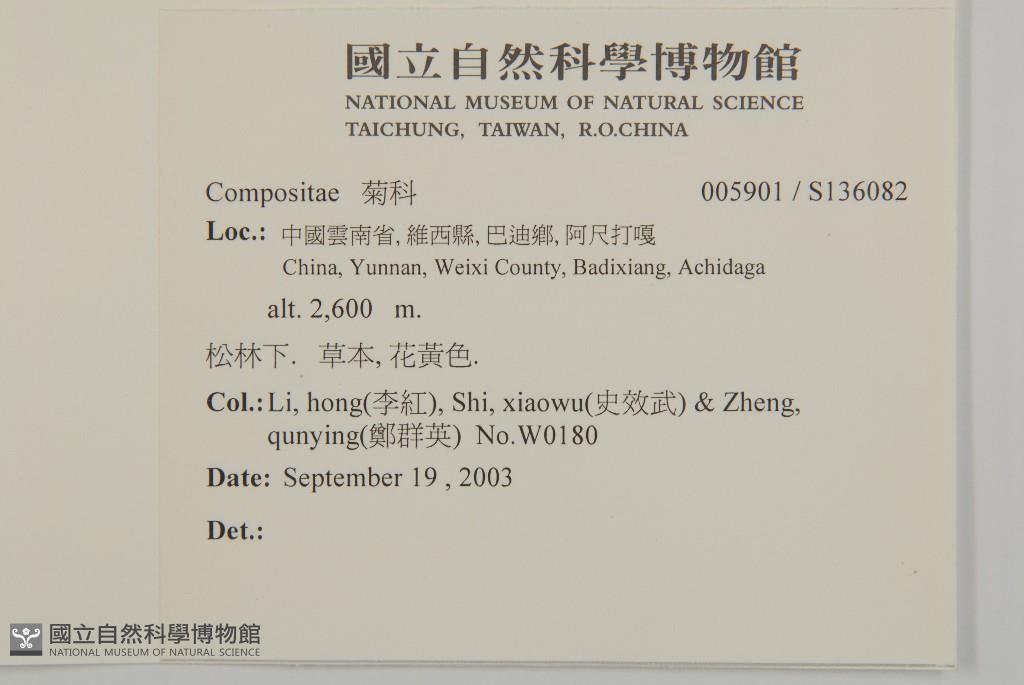 國立自然科學博物館
NATIONAL MUSEUM OF NATURAL SCIENCE
TAICHUNG, TAIWAN, R.O.CHINA
Compositae 菊科 005901 / S136082
Loc.: 中國雲南省, 維西縣, 巴迪鄉, 阿尺打嘎
China, Yunnan, Weixi County, Badixiang, Achidaga
alt. 2,600 m.
松林下. 草本, 花黃色.
Col.: Li, hong(李紅), Shi, xiaowu(史效武) & Zheng,
qunying(鄭群英) No.W0180
Date: September 19 , 2003
Det.:
國立自然科學博物館
NATIONAL MUSEUM OF NATURAL SCIENCE